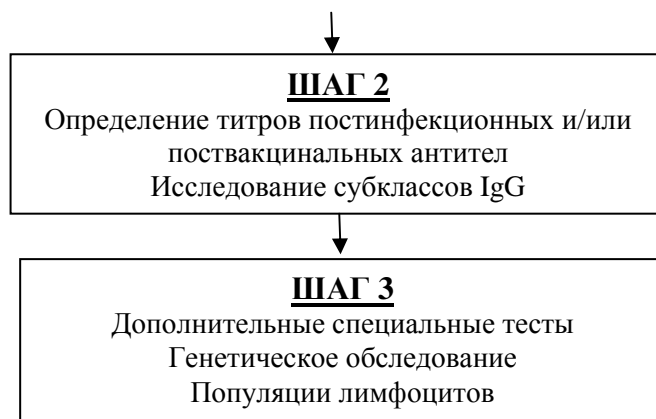 ШАГ 2
Определение титров постинфекционных и/или
поствакцинальных антител
Исследование субклассов IgG
ШАГ 3
Дополнительные специальные тесты
Генетическое обследование
Популяции лимфоцитов